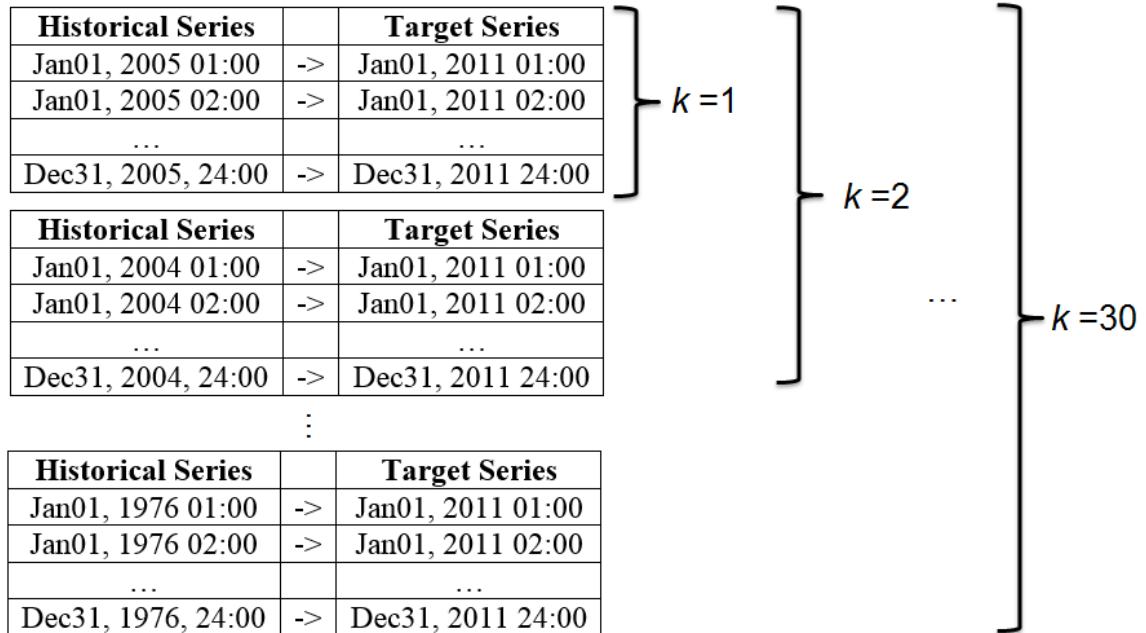 Historical Series Target Series
Jan01, 2005 01:00 -> Jan01, 2011 01:00
Jan01, 2005 02:00 -> Jan01, 2011 02:00
... ...
Dec31, 2005, 24:00 -> Dec31, 2011 24:00
k =1
k =2
Historical Series Target Series
Jan01, 2004 01:00 -> Jan01, 2011 01:00
Jan01, 2004 02:00 -> Jan01, 2011 02:00
... ...
Dec31, 2004, 24:00 -> Dec31, 2011 24:00
...
k =30
⋮
Historical Series Target Series
Jan01, 1976 01:00 -> Jan01, 2011 01:00
Jan01, 1976 02:00 -> Jan01, 2011 02:00
... ...
Dec31, 1976, 24:00 -> Dec31, 2011 24:00